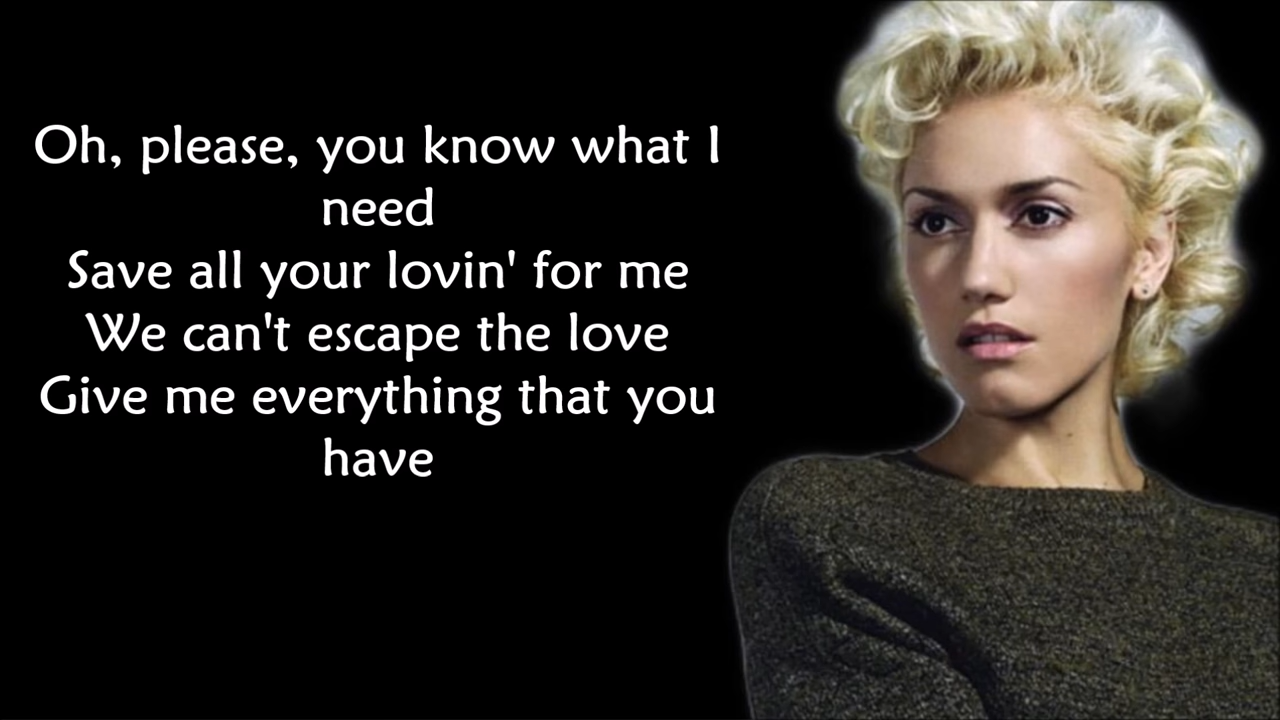 Oh, please, you know what I
need
Save all your lovin' for me
We can't escape the love
Give me everything that you
have